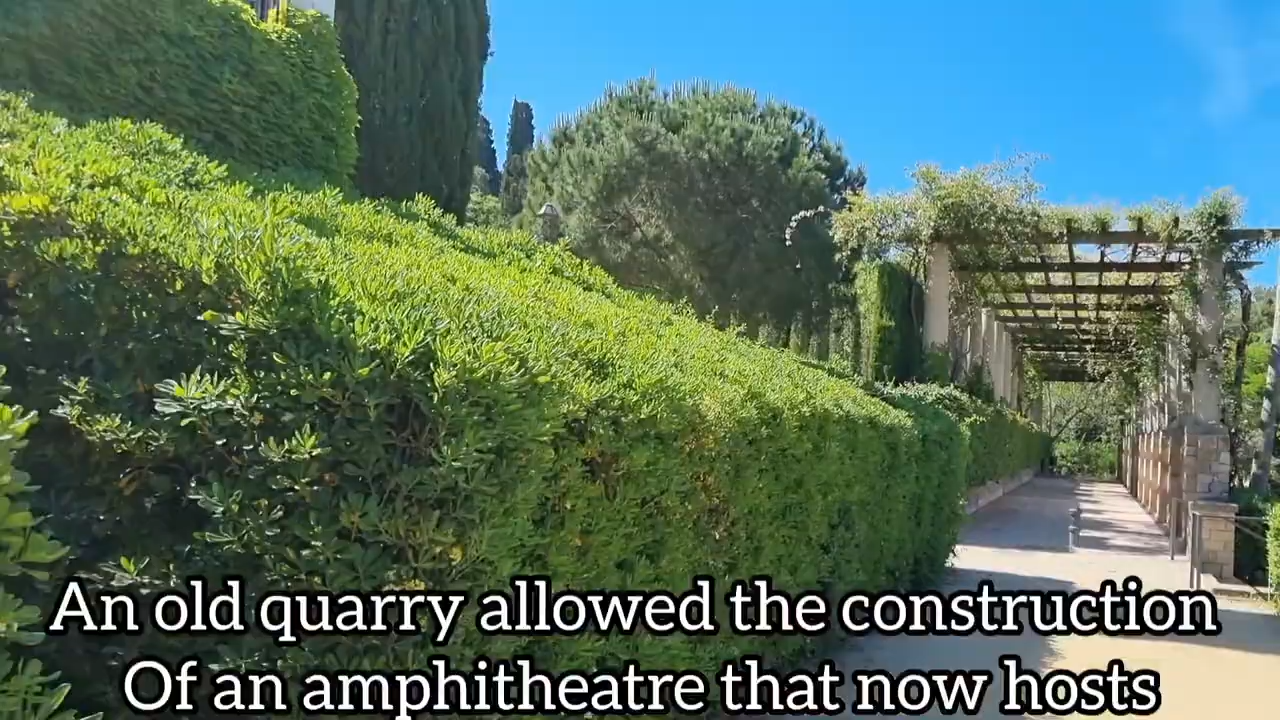 An old quarry allowed the construction
Of an amphitheatre that now hosts